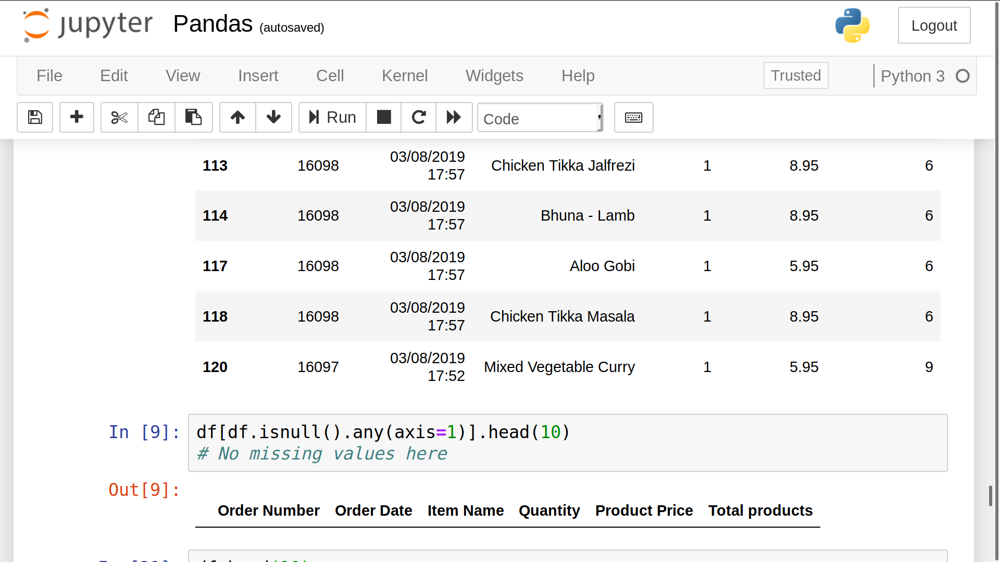 jupyter Pandas (autosaved) Logout
File Edit View Insert Cell Kernel Widgets Help Trusted Python 3
Run Code
113 16098 03/08/2019 17:57 Chicken Tikka Jalfrezi 1 8.95 6
114 16098 03/08/2019 17:57 Bhuna - Lamb 1 8.95 6
117 16098 03/08/2019 17:57 Aloo Gobi 1 5.95 6
118 16098 03/08/2019 17:57 Chicken Tikka Masala 1 8.95 6
120 16097 03/08/2019 17:52 Mixed Vegetable Curry 1 5.95 9
In [9]: df[df.isnull().any(axis=1)].head(10)
# No missing values here
Out[9]:
Order Number Order Date Item Name Quantity Product Price Total products